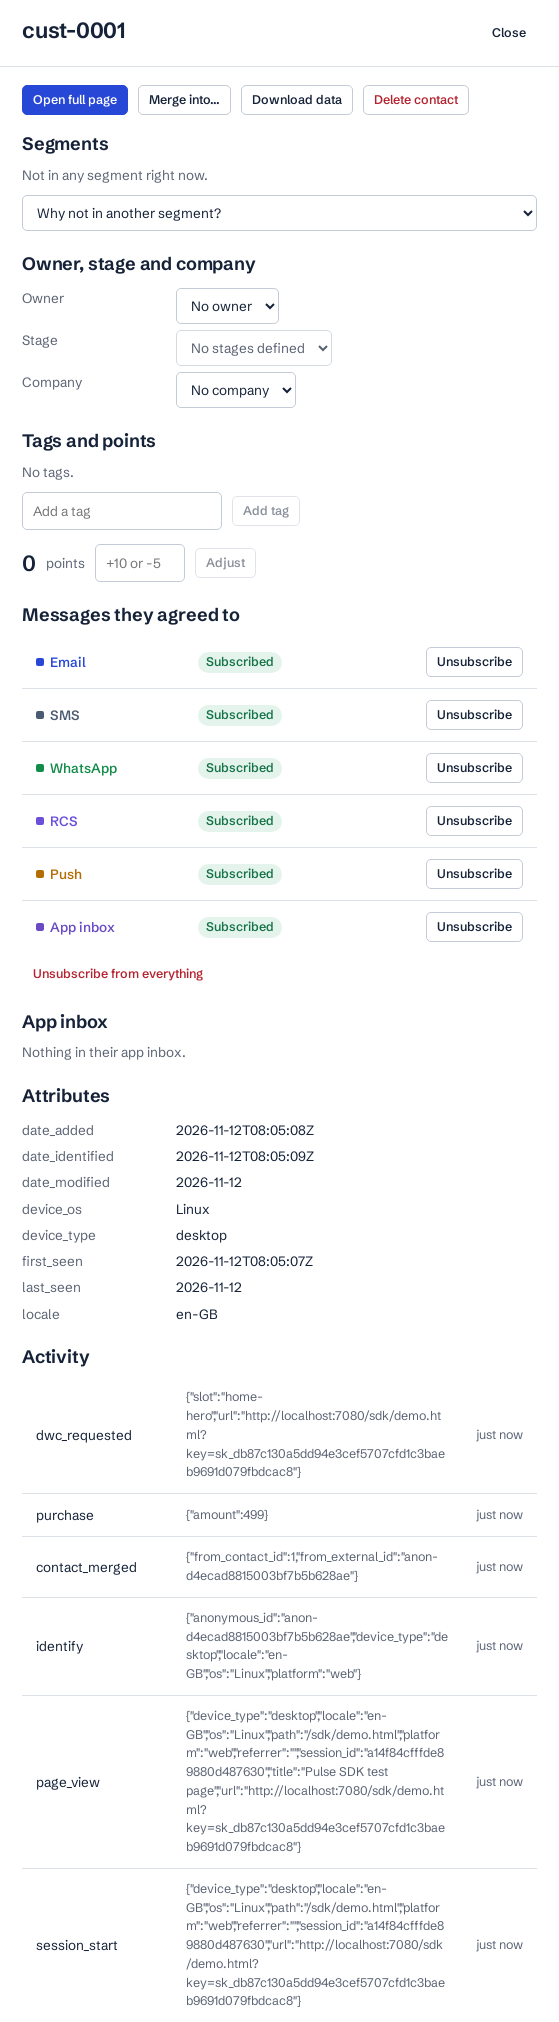 cust-0001
Close
Open full page
Merge into...
Download data
Delete contact
Segments
Not in any segment right now.
Why not in another segment?
Owner, stage and company
Owner
No owner
Stage
No stages defined
Company
No company
Tags and points
No tags.
Add a tag
Add tag
0 points
+10 or -5
Adjust
Messages they agreed to
Email Subscribed Unsubscribe
SMS Subscribed Unsubscribe
WhatsApp Subscribed Unsubscribe
RCS Subscribed Unsubscribe
Push Subscribed Unsubscribe
App inbox Subscribed Unsubscribe
Unsubscribe from everything
App inbox
Nothing in their app inbox.
Attributes
date_added 2026-11-12T08:05:08Z
date_identified 2026-11-12T08:05:09Z
date_modified 2026-11-12
device_os Linux
device_type desktop
first_seen 2026-11-12T08:05:07Z
last_seen 2026-11-12
locale en-GB
Activity
dwc_requested
{"slot":"home-
hero","url":"http://localhost:7080/sdk/demo.ht
ml?
key=sk_db87c130a5dd94e3cef5707cfd1c3bae
b9691d079fbdcac8"}
just now
purchase
{"amount":499}
just now
contact_merged
{"from_contact_id":1,"from_external_id":"anon-
d4ecad8815003bf7b5b628ae"}
just now
identify
{"anonymous_id":"anon-
d4ecad8815003bf7b5b628ae","device_type":"de
sktop","locale":"en-
GB","os":"Linux","platform":"web"}
just now
page_view
{"device_type":"desktop","locale":"en-
GB","os":"Linux","path":"/sdk/demo.html","platfor
m":"web","referrer":"","session_id":"a14f84cfffde8
9880d487630","title":"Pulse SDK test
page","url":"http://localhost:7080/sdk/demo.ht
ml?
key=sk_db87c130a5dd94e3cef5707cfd1c3bae
b9691d079fbdcac8"}
just now
session_start
{"device_type":"desktop","locale":"en-
GB","os":"Linux","path":"/sdk/demo.html","platfor
m":"web","referrer":"","session_id":"a14f84cfffde8
9880d487630","url":"http://localhost:7080/sdk
/demo.html?
key=sk_db87c130a5dd94e3cef5707cfd1c3bae
b9691d079fbdcac8"}
just now